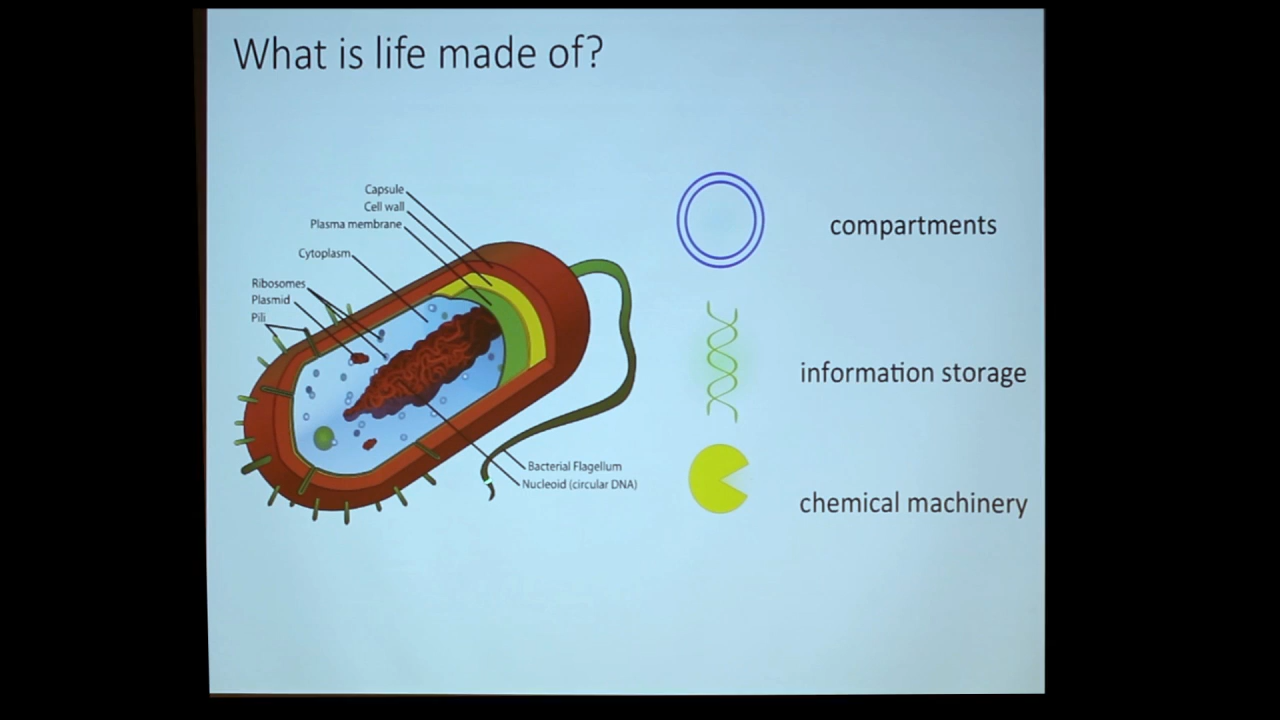 What is life made of?
Capsule
Cell wall
Plasma membrane
Cytoplasm
Ribosomes
Plasmid
Pili
Bacterial Flagellum
Nucleoid (circular DNA)
compartments
information storage
chemical machinery